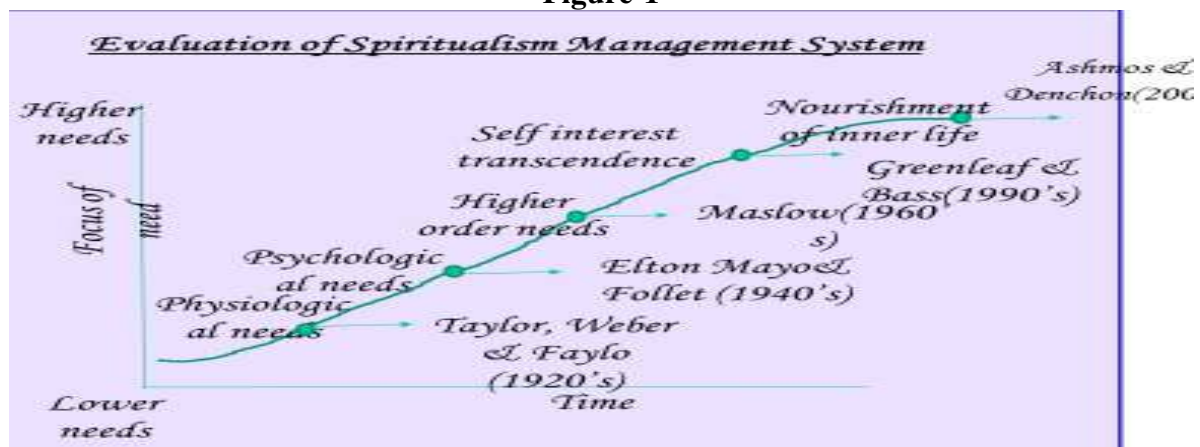 Figure 1
Evaluation of Spiritualism Management System
Ashmos &
Denchon(200
Higher
needs
Nourishment
of inner life
Self interest
transcendence
Greenleaf &
Bass(1990's)
Focus of
need
Higher
order needs
Maslow(1960'
s)
Psychologic
al needs
Elton Mayo&
Follet (1940's)
Physiologic
al needs
Taylor, Weber
& Faylo
(1920's)
Lower
needs
Time